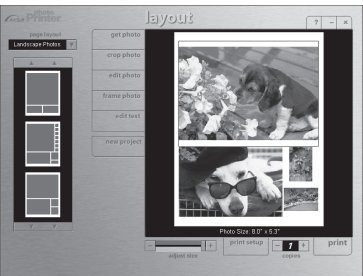 photo
Printer.
layout
? – ×
page layout
Landscape Photos
get photo
crop photo
edit photo
frame photo
edit text
new project
Photo Size: 8.0" x 5.3"
adjust size
print setup
1
copies
print